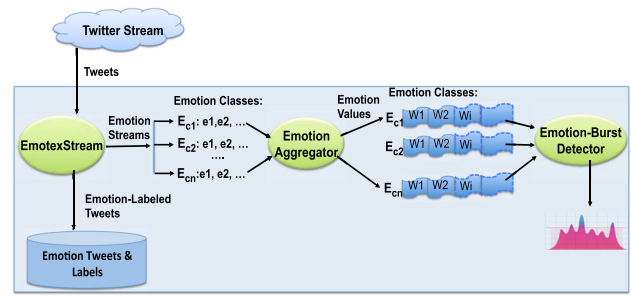 Twitter Stream
Tweets
Emotion Classes:
Emotion
Streams
EmotexStream
Ec1: e1,e2, ...
Ec2: e1, e2, ...
....
Ecn:e1, e2, ...
Emotion
Aggregator
Emotion
Values
Emotion Classes:
Ec1 W1 W2 Wi
Ec2 W1 W2 Wi
Ecn W1 W2 Wi
Emotion-Burst
Detector
Emotion-Labeled
Tweets
Emotion Tweets &
Labels